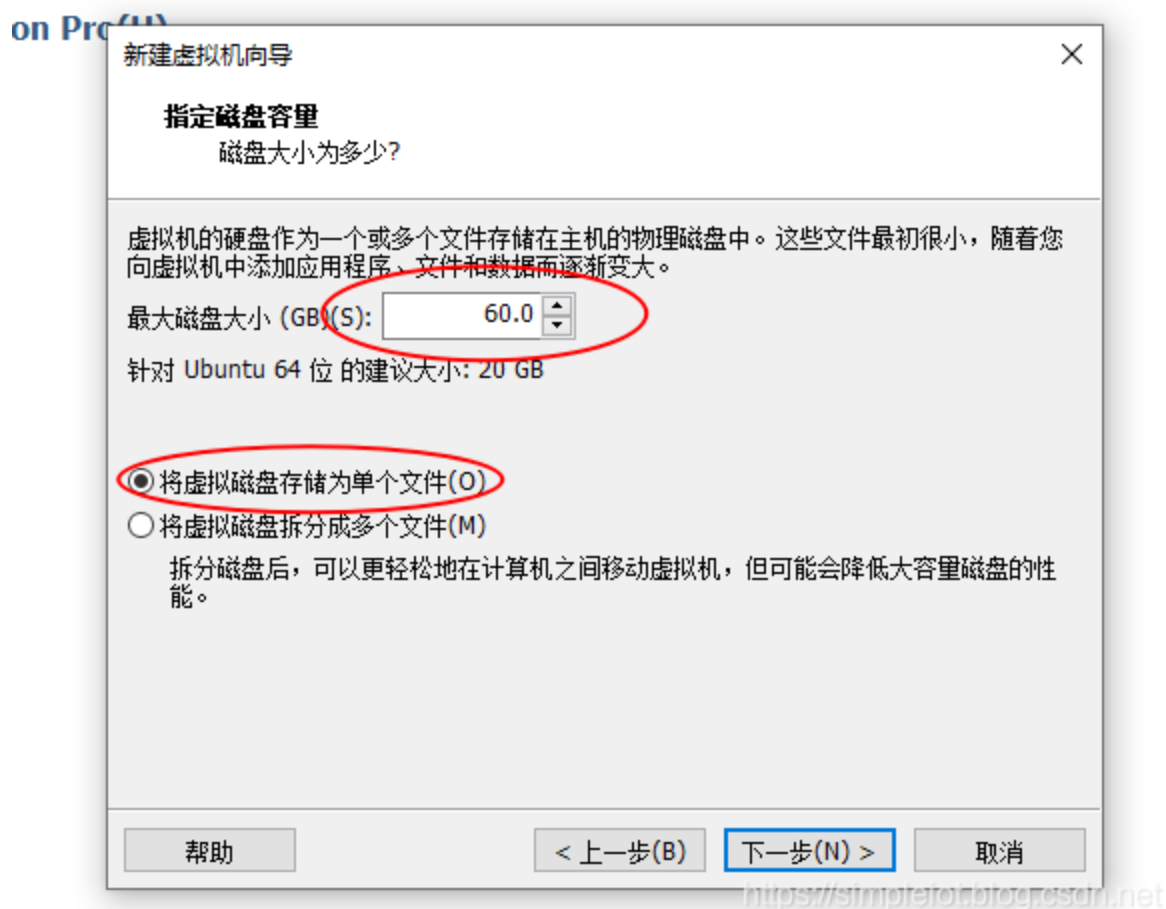 on Pro(H)
新建虚拟机向导
指定磁盘容量
磁盘大小为多少?
虚拟机的硬盘作为一个或多个文件存储在主机的物理磁盘中。这些文件最初很小，随着您
向虚拟机中添加应用程序、文件和数据而逐渐变大。
最大磁盘大小 (GB)(S): 60.0
针对 Ubuntu 64 位 的建议大小: 20 GB
将虚拟磁盘存储为单个文件(O)
将虚拟磁盘拆分成多个文件(M)
拆分磁盘后，可以更轻松地在计算机之间移动虚拟机，但可能会降低大容量磁盘的性
能。
帮助 < 上一步(B) 下一步(N) > 取消
https://simpleiot.blog.csdn.net